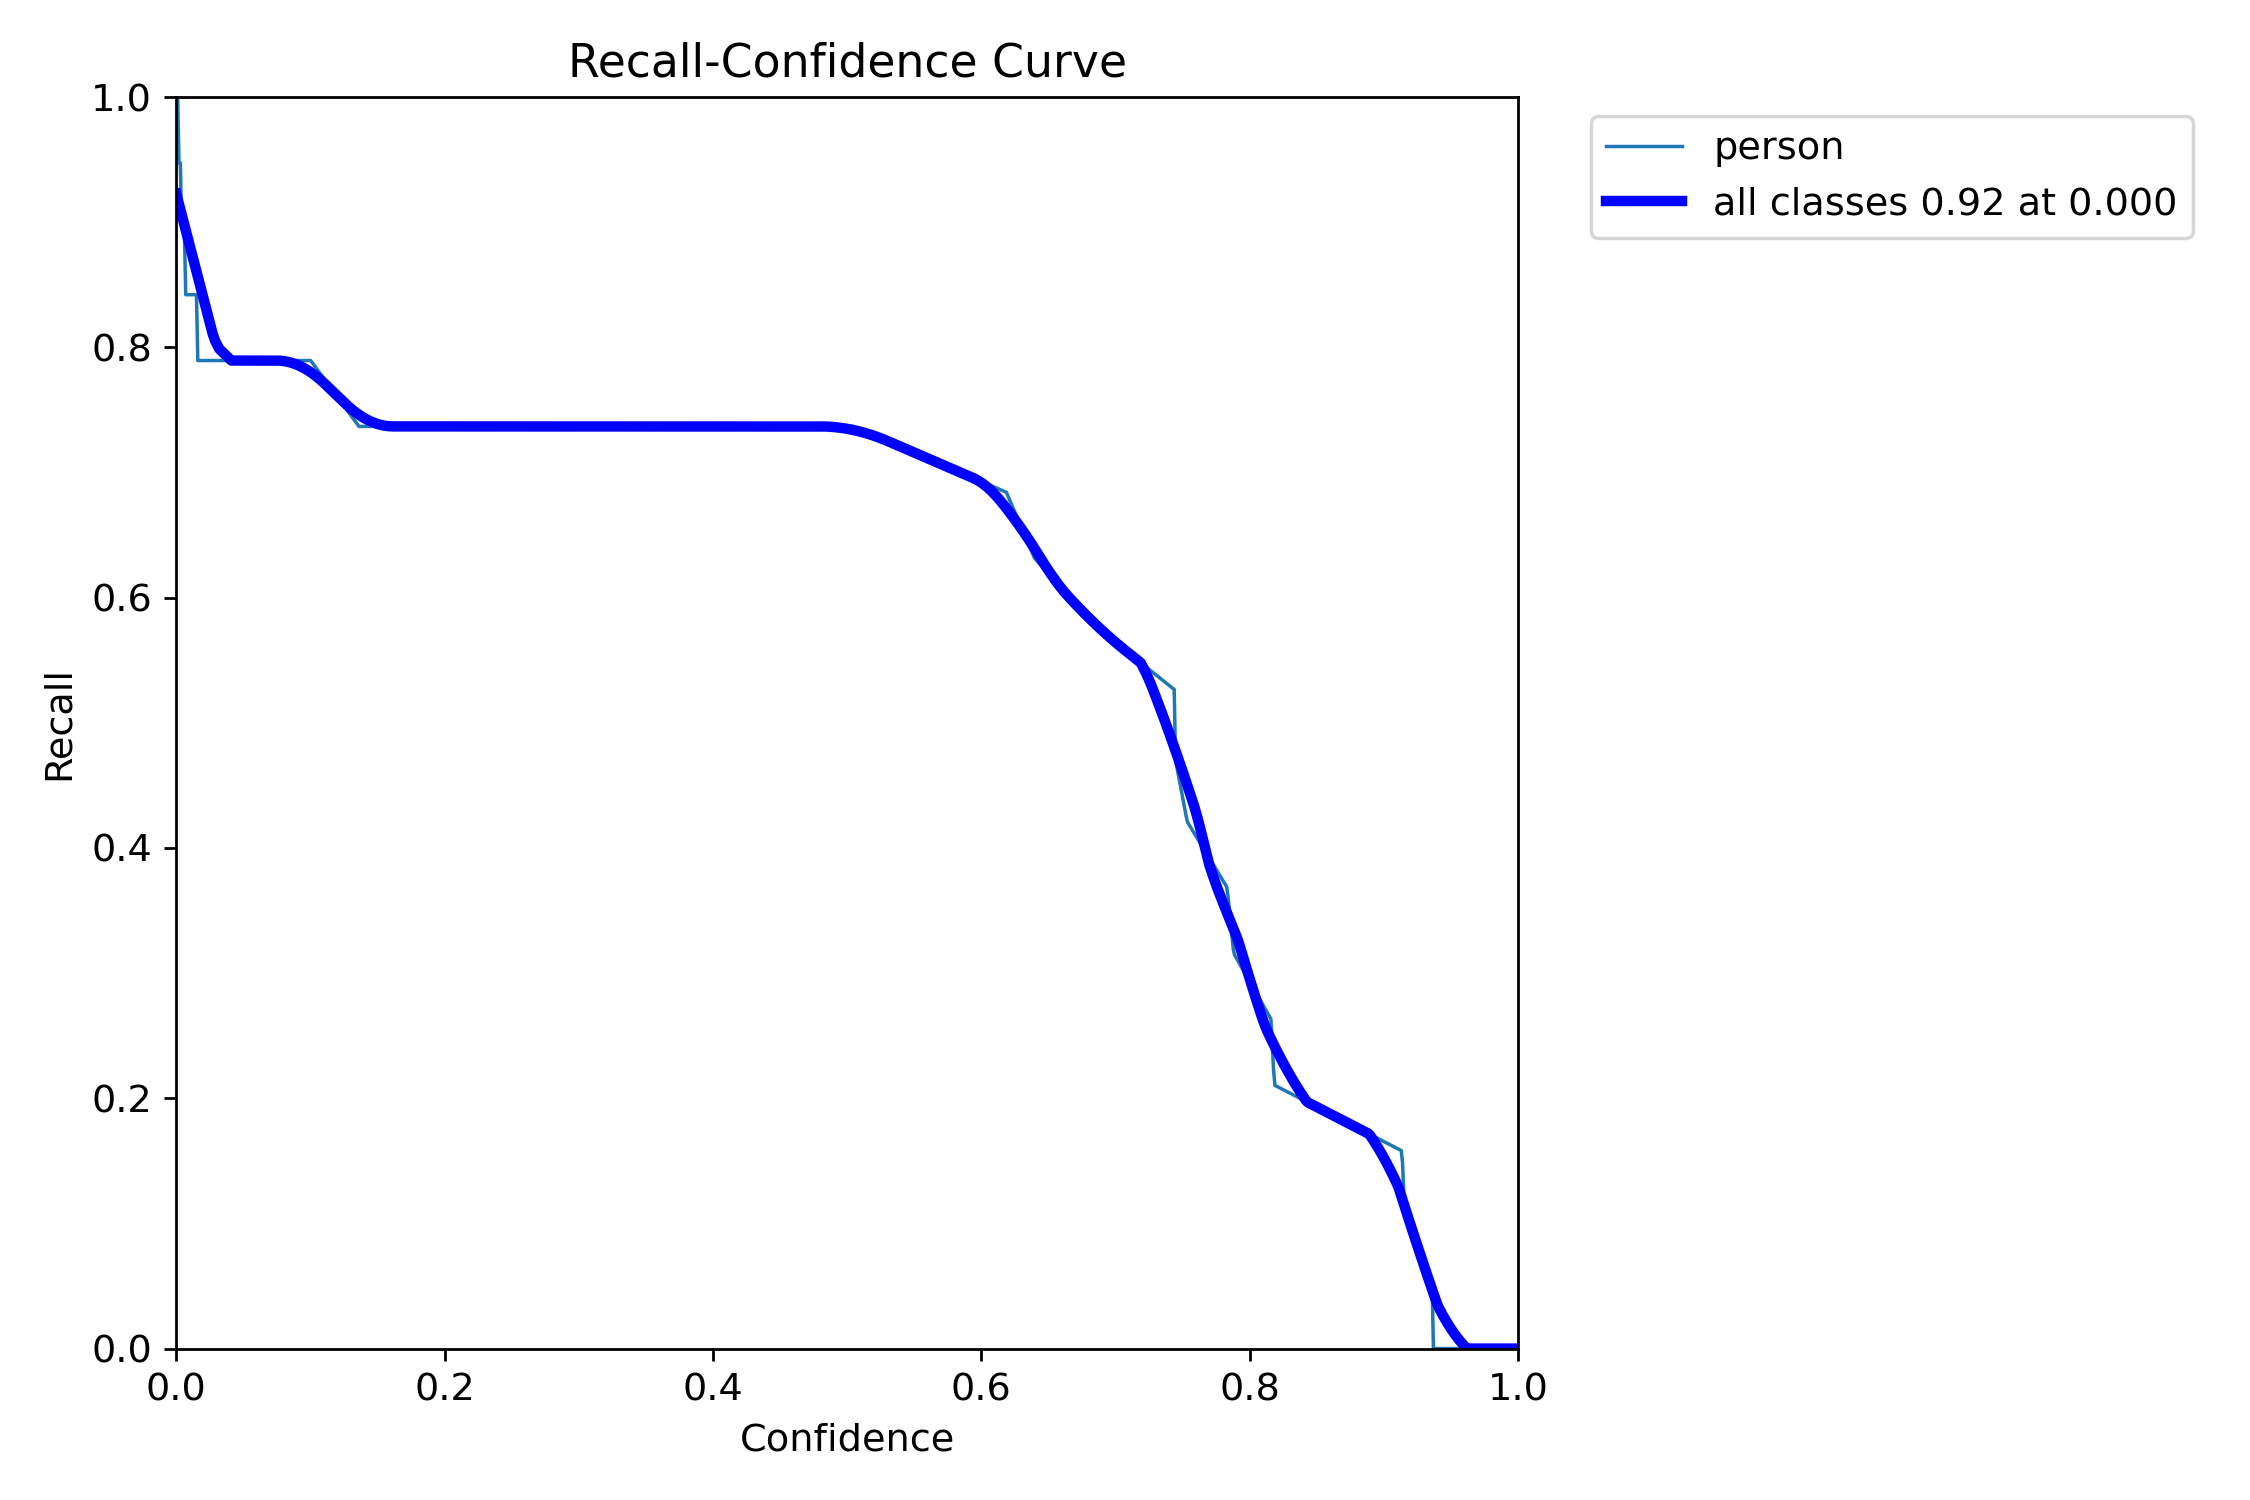 Recall-Confidence Curve
1.0
0.8
0.6
0.4
0.2
0.0
Recall
0.0 0.2 0.4 0.6 0.8 1.0
Confidence
person
all classes 0.92 at 0.000